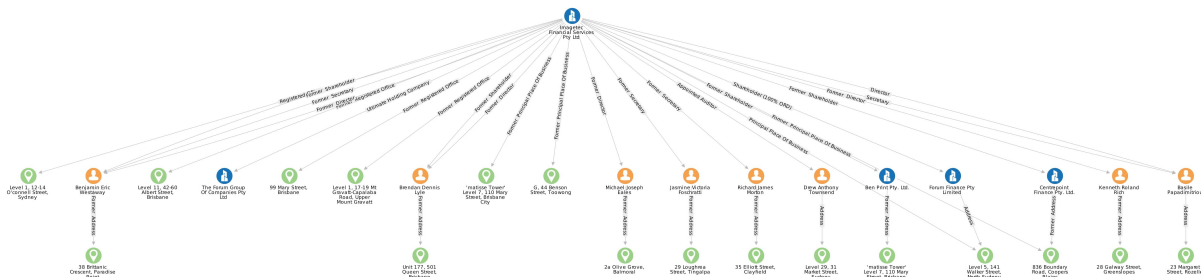 Imagetec
Financial Services
Pty Ltd
Former: Shareholder
Former: Secretary
Former: Director
Former: Registered Office
Ultimate Holding Company
Former: Registered Office
Former: Registered Office
Former: Shareholder
Former: Director
Former: Principal Place Of Business
Former: Principal Place Of Business
Former: Director
Former: Secretary
Former: Secretary
Appointed Auditor
Former: Shareholder
Principal Place Of Business
Shareholder (100% ORD)
Former: Principal Place Of Business
Former: Shareholder
Former: Director
Secretary
Director
Level 1, 12-14
O'connell Street,
Sydney
Benjamin Eric
Westaway
Level 11, 42-60
Albert Street,
Brisbane
The Forum Group
Of Companies Pty
Ltd
99 Mary Street,
Brisbane
Level 1, 17-19 Mt
Gravatt-Capalaba
Road, Upper
Mount Gravatt
Brendan Dennis
Lyle
'matisse Tower'
Level 7, 110 Mary
Street, Brisbane
City
G, 44 Benson
Street, Toowong
Michael Joseph
Eales
Jasmine Victoria
Foschiratti
Richard James
Morton
Drew Anthony
Townsend
Ben Print Pty. Ltd.
Forum Finance Pty
Limited
Centrepoint
Finance Pty. Ltd.
Kenneth Roland
Rich
Basile
Papadimitriou
Former: Address
Former: Address
Former: Address
Former: Address
Former: Address
Address
Former: Address
Address
Former: Address
Former: Address
Address
38 Brittanic
Crescent, Paradise
Unit 177, 501
Queen Street,
2a Olive Grove,
Balmoral
29 Loughrea
Street, Tingalpa
35 Elliott Street,
Clayfield
Level 29, 31
Market Street,
'matisse Tower'
Level 7, 110 Mary
Level 5, 141
Walker Street,
836 Boundary
Road, Coopers
28 Galway Street,
Greenslopes
23 Margaret
Street,